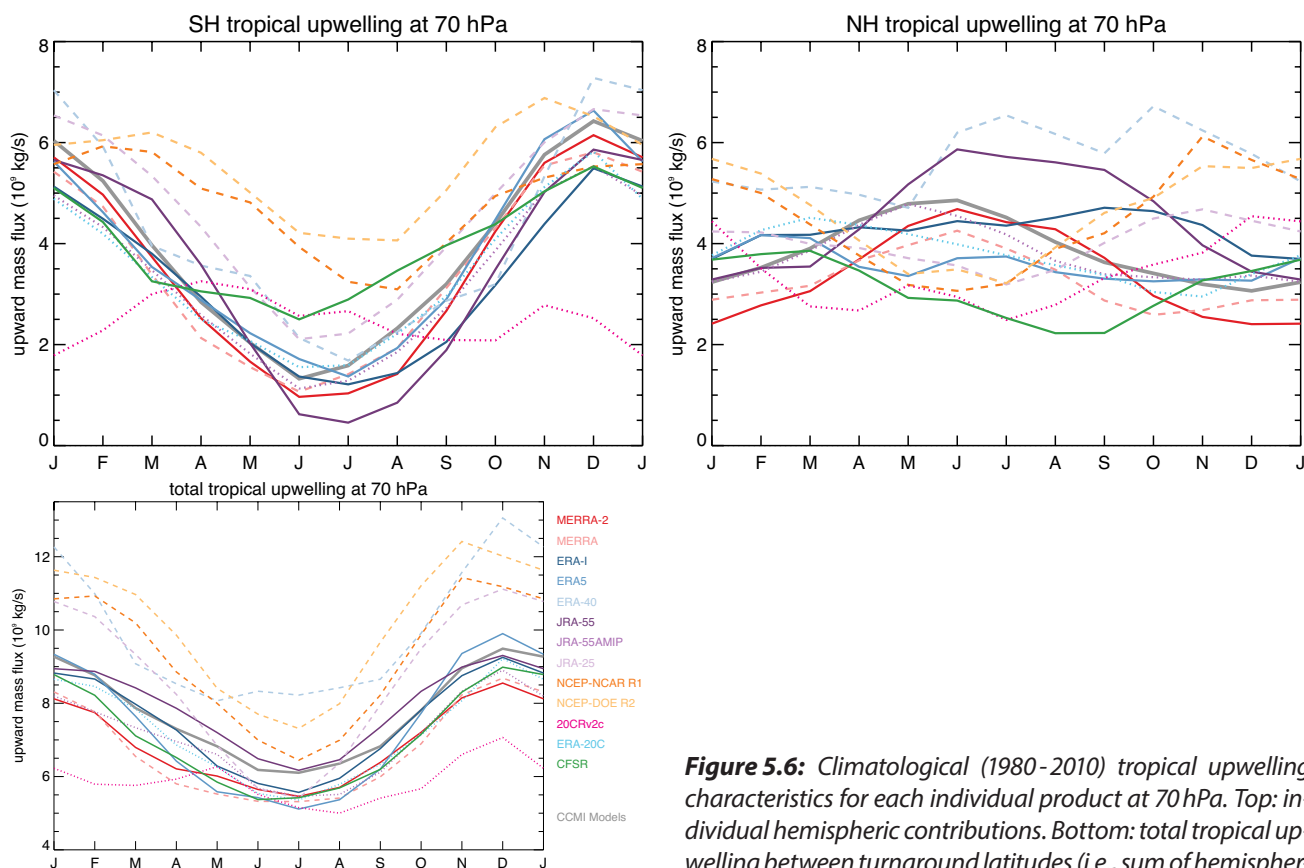 SH tropical upwelling at 70 hPa
8
6
4
2
0
upward mass flux (10⁹ kg/s)
J F M A M J J A S O N D J
NH tropical upwelling at 70 hPa
8
6
4
2
0
upward mass flux (10⁹ kg/s)
J F M A M J J A S O N D J
total tropical upwelling at 70 hPa
12
10
8
6
4
upward mass flux (10⁹ kg/s)
J F M A M J J A S O N D J
MERRA-2
MERRA
ERA-I
ERA5
ERA-40
JRA-55
JRA-55AMIP
JRA-25
NCEP-NCAR R1
NCEP-DOE R2
20CRv2c
ERA-20C
CFSR
CCMI Models
Figure 5.6: Climatological (1980-2010) tropical upwelling
characteristics for each individual product at 70 hPa. Top: in-
dividual hemispheric contributions. Bottom: total tropical up-
welling between turnaround latitudes (i.e., sum of hemispher-